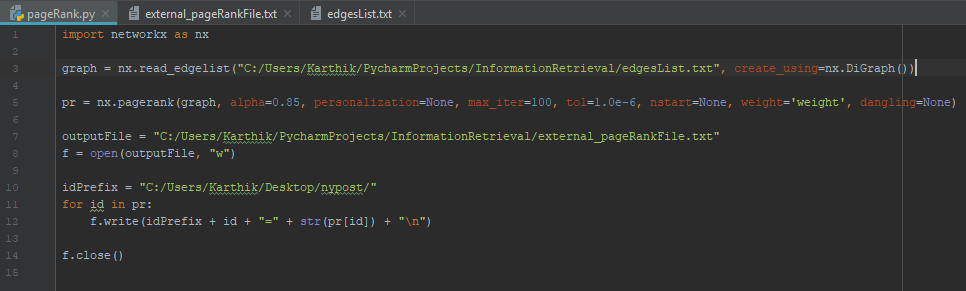 pageRank.py external_pageRankFile.txt edgesList.txt
1 import networkx as nx
2
3 graph = nx.read_edgelist("C:/Users/Karthik/PycharmProjects/InformationRetrieval/edgesList.txt", create_using=nx.DiGraph())
4
5 pr = nx.pagerank(graph, alpha=0.85, personalization=None, max_iter=100, tol=1.0e-6, nstart=None, weight='weight', dangling=None)
6
7 outputFile = "C:/Users/Karthik/PycharmProjects/InformationRetrieval/external_pageRankFile.txt"
8 f = open(outputFile, "w")
9
10 idPrefix = "C:/Users/Karthik/Desktop/nypost/"
11 for id in pr:
12 f.write(idPrefix + id + "=" + str(pr[id]) + "\n")
13
14 f.close()
15